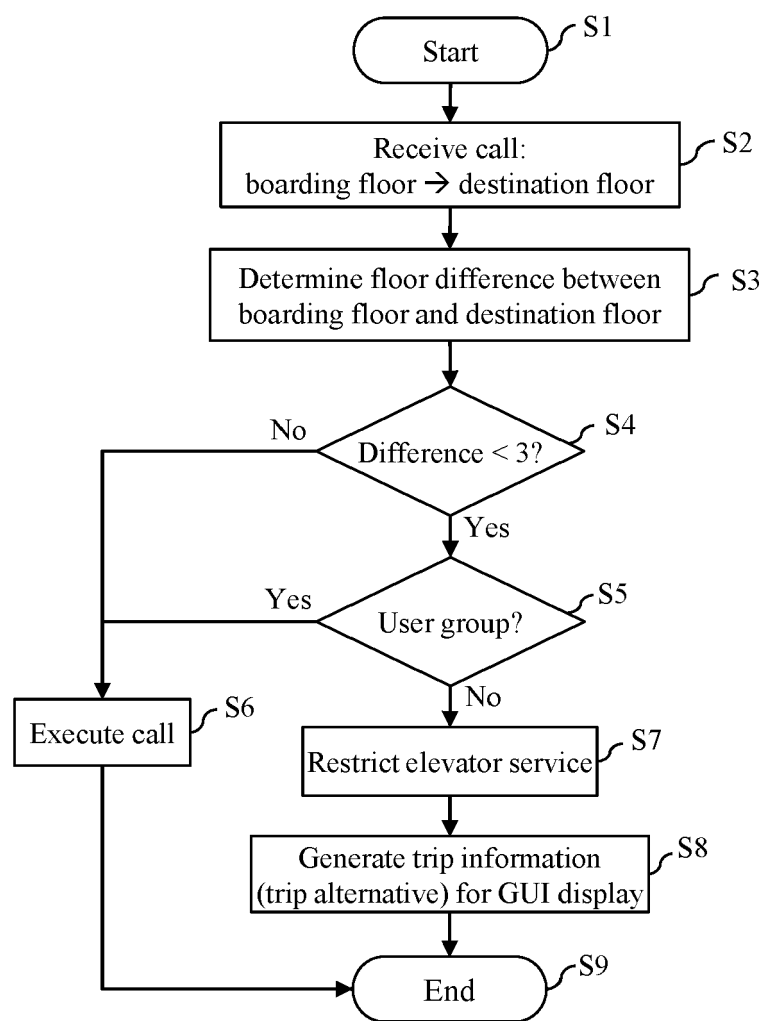 Start
S1
Receive call:
boarding floor → destination floor
S2
Determine floor difference between
boarding floor and destination floor
S3
Difference < 3?
S4
No
Yes
User group?
S5
Yes
No
Execute call
S6
Restrict elevator service
S7
Generate trip information
(trip alternative) for GUI display
S8
End
S9